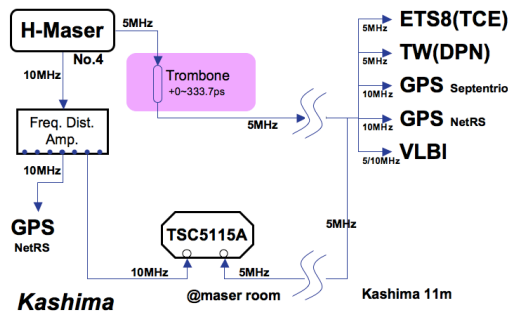 H-Maser
No.4
5MHz
10MHz
Trombone
+0~333.7ps
5MHz
Freq. Dist.
Amp.
10MHz
GPS
NetRS
TSC5115A
10MHz
5MHz
@maser room
5MHz
5MHz
ETS8(TCE)
5MHz
TW(DPN)
10MHz
GPS Septentrio
10MHz
GPS NetRS
5/10MHz
VLBI
Kashima
Kashima 11m